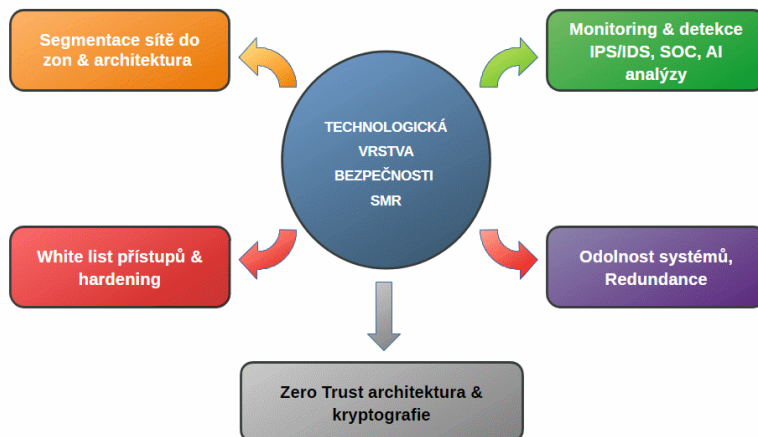 Segmentace sítě do
zon & architektura
Monitoring & detekce
IPS/IDS, SOC, AI
analýzy
TECHNOLOGICKÁ
VRSTVA
BEZPEČNOSTI
SMR
White list přístupů &
hardening
Odolnost systémů,
Redundance
Zero Trust architektura &
kryptografie